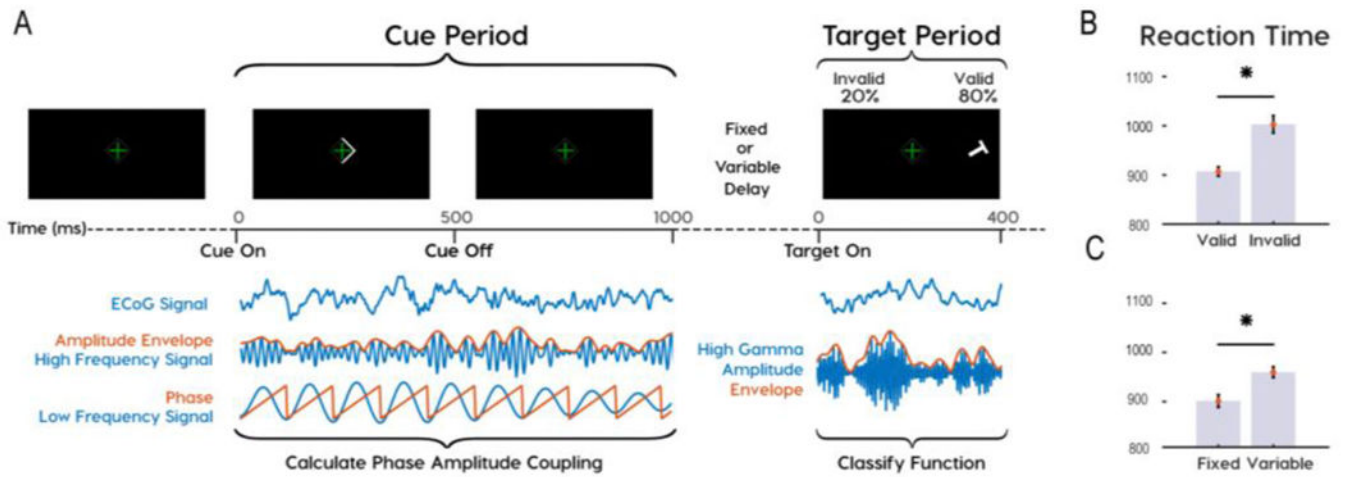 A
Cue Period
Target Period
Invalid
20%
Valid
80%
Fixed
or
Variable
Delay
Time (ms)
0
500
1000
0
400
Cue On
Cue Off
Target On
ECoG Signal
Amplitude Envelope
High Frequency Signal
Phase
Low Frequency Signal
High Gamma
Amplitude
Envelope
Calculate Phase Amplitude Coupling
Classify Function
B
Reaction Time
1100
*
1000
900
800
Valid Invalid
C
1100
*
1000
900
800
Fixed Variable